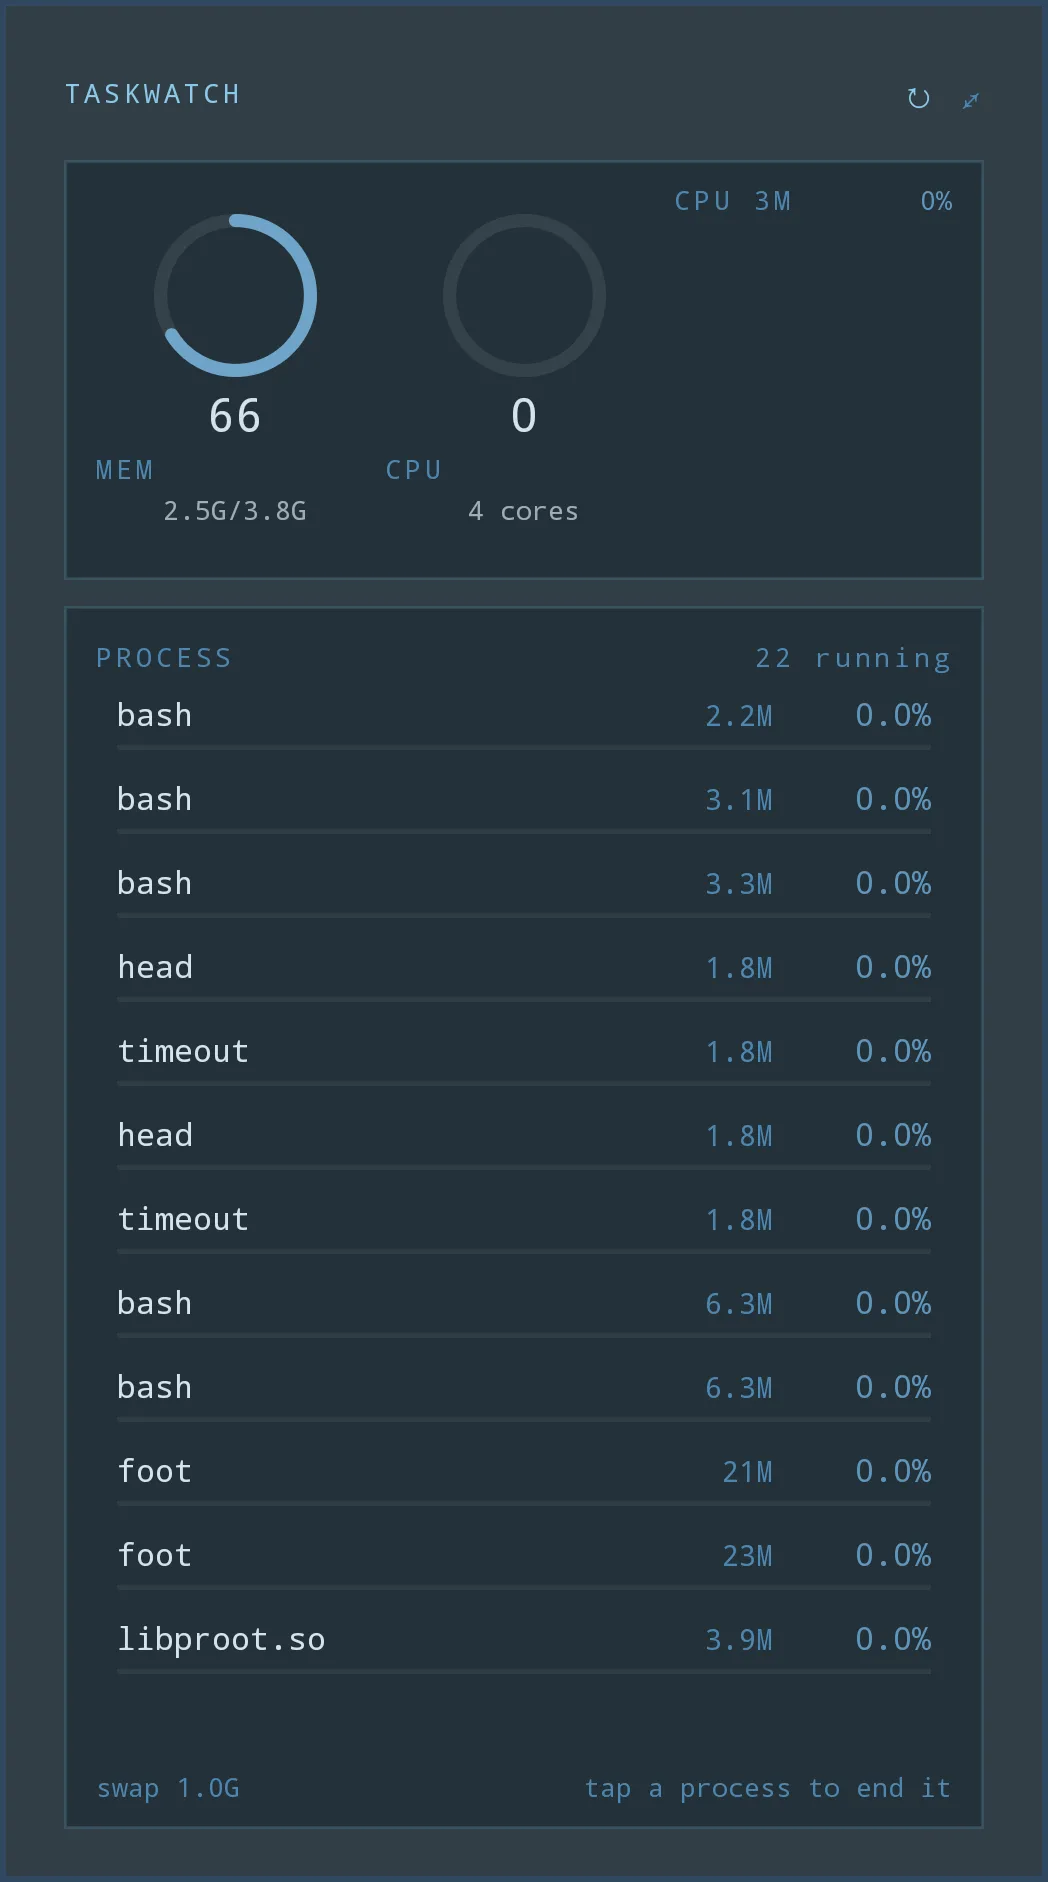 TASKWATCH
CPU 3M 0%
66 0
MEM CPU
2.5G/3.8G 4 cores
PROCESS 22 running
bash 2.2M 0.0%
bash 3.1M 0.0%
bash 3.3M 0.0%
head 1.8M 0.0%
timeout 1.8M 0.0%
head 1.8M 0.0%
timeout 1.8M 0.0%
bash 6.3M 0.0%
bash 6.3M 0.0%
foot 21M 0.0%
foot 23M 0.0%
libproot.so 3.9M 0.0%
swap 1.0G tap a process to end it